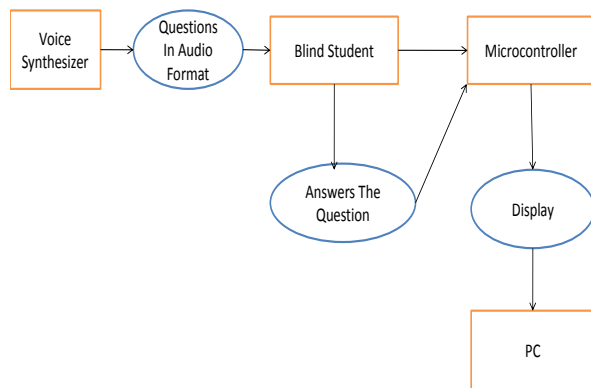 Voice
Synthesizer
Questions
In Audio
Format
Blind Student
Microcontroller
Answers The
Question
Display
PC